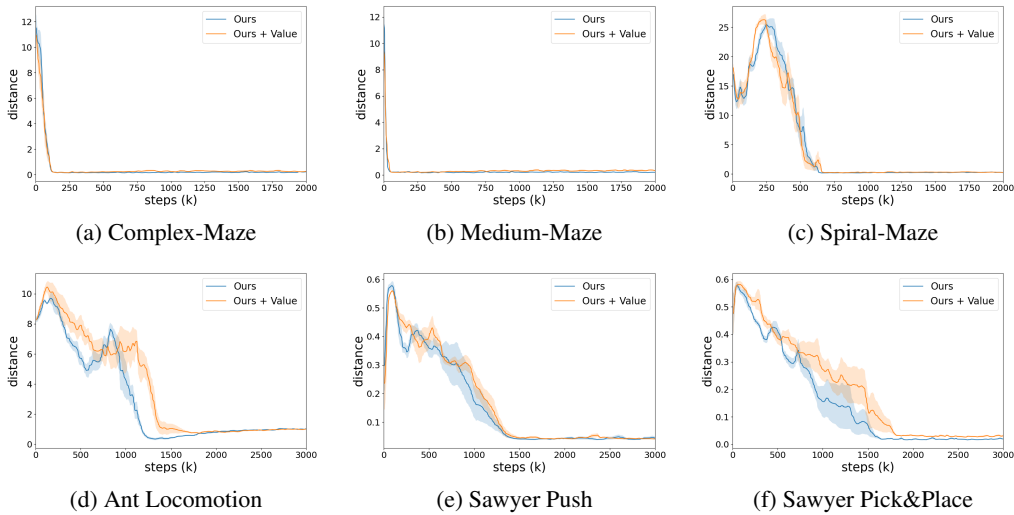 Ours
Ours + Value
distance
12
10
8
6
4
2
0
0 250 500 750 1000 1250 1500 1750 2000
steps (k)
(a) Complex-Maze
Ours
Ours + Value
distance
12
10
8
6
4
2
0
0 250 500 750 1000 1250 1500 1750 2000
steps (k)
(b) Medium-Maze
Ours
Ours + Value
distance
25
20
15
10
5
0
0 250 500 750 1000 1250 1500 1750 2000
steps (k)
(c) Spiral-Maze
Ours
Ours + Value
distance
10
8
6
4
2
0
0 500 1000 1500 2000 2500 3000
steps (k)
(d) Ant Locomotion
Ours
Ours + Value
distance
0.6
0.5
0.4
0.3
0.2
0.1
0 500 1000 1500 2000 2500 3000
steps (k)
(e) Sawyer Push
Ours
Ours + Value
distance
0.6
0.5
0.4
0.3
0.2
0.1
0.0
0 500 1000 1500 2000 2500 3000
steps (k)
(f) Sawyer Pick&Place